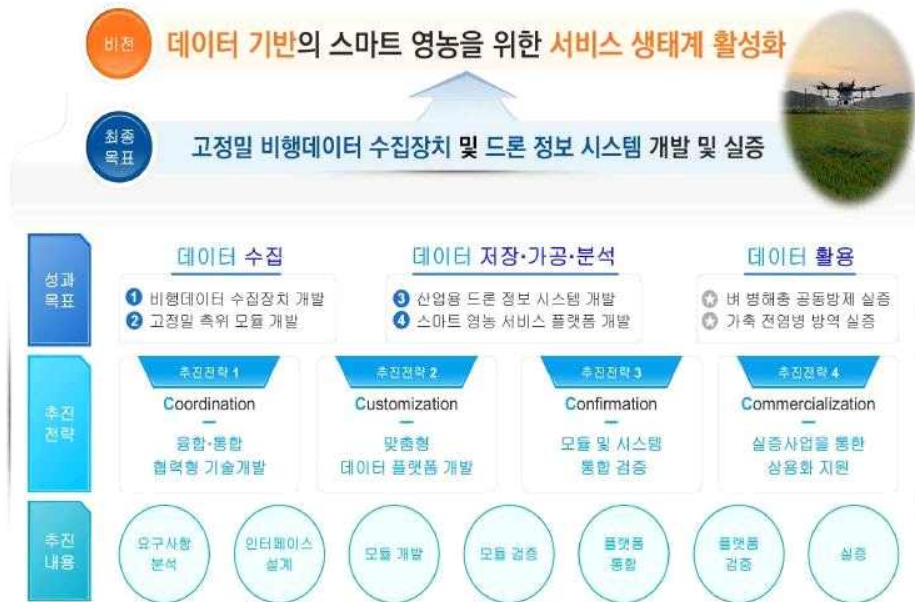 비전
데이터 기반의 스마트 영농을 위한 서비스 생태계 활성화
최종
목표
고정밀 비행데이터 수집장치 및 드론 정보 시스템 개발 및 실증
성과
목표
데이터 수집
1 비행데이터 수집장치 개발
2 고정밀 측위 모듈 개발
데이터 저장·가공·분석
3 산업용 드론 정보 시스템 개발
4 스마트 영농 서비스 플랫폼 개발
데이터 활용
벼 병해충 공동방제 실증
가축 전염병 방역 실증
추진
전략
추진전략 1
Coordination
융합·통합
협력형 기술개발
추진전략 2
Customization
맞춤형
데이터 플랫폼 개발
추진전략 3
Confirmation
모듈 및 시스템
통합 검증
추진전략 4
Commercialization
실증사업을 통한
상용화 지원
추진
내용
요구사항
분석
인터페이스
설계
모듈 개발
모듈 검증
플랫폼
통합
플랫폼
검증
실증